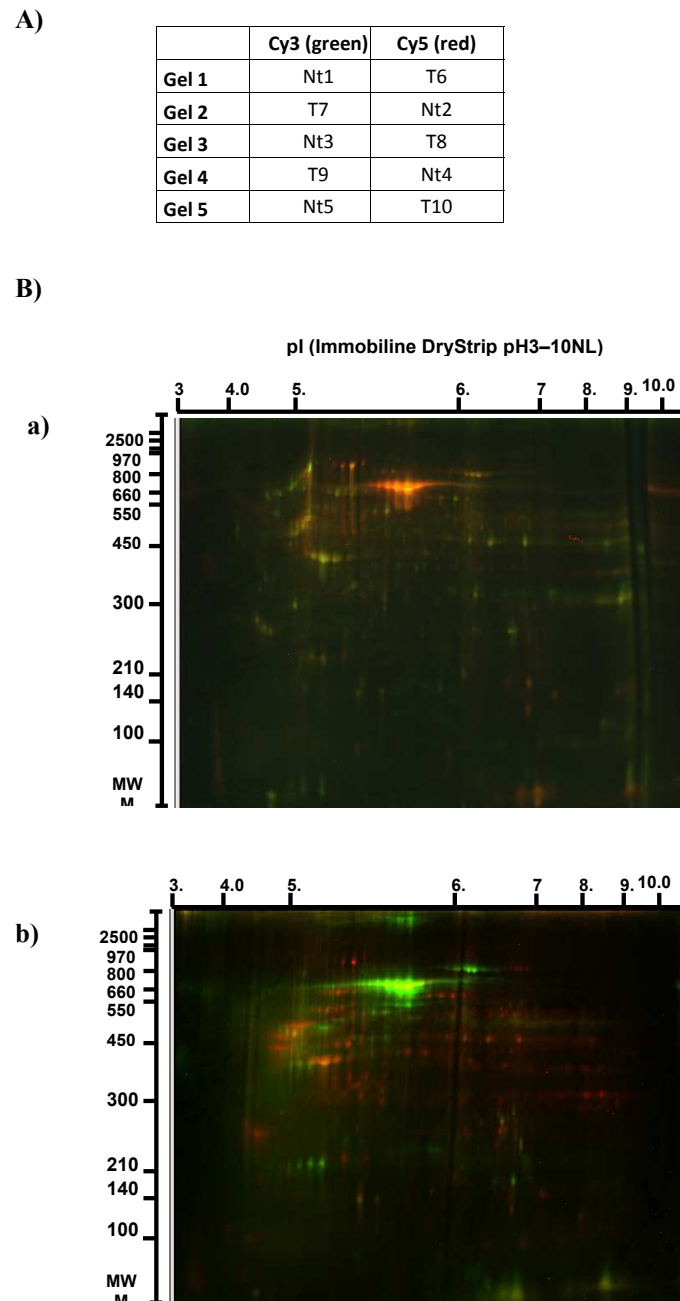 A)
Cy3 (green) Cy5 (red)
Gel 1 Nt1 T6
Gel 2 T7 Nt2
Gel 3 Nt3 T8
Gel 4 T9 Nt4
Gel 5 Nt5 T10
B)
pI (Immobiline DryStrip pH3–10NL)
3 4.0 5. 6. 7 8. 9. 10.0
a)
2500
970
800
660
550
450
300
210
140
100
MW
M
3. 4.0 5. 6. 7 8. 9. 10.0
b)
2500
970
800
660
550
450
300
210
140
100
MW
M